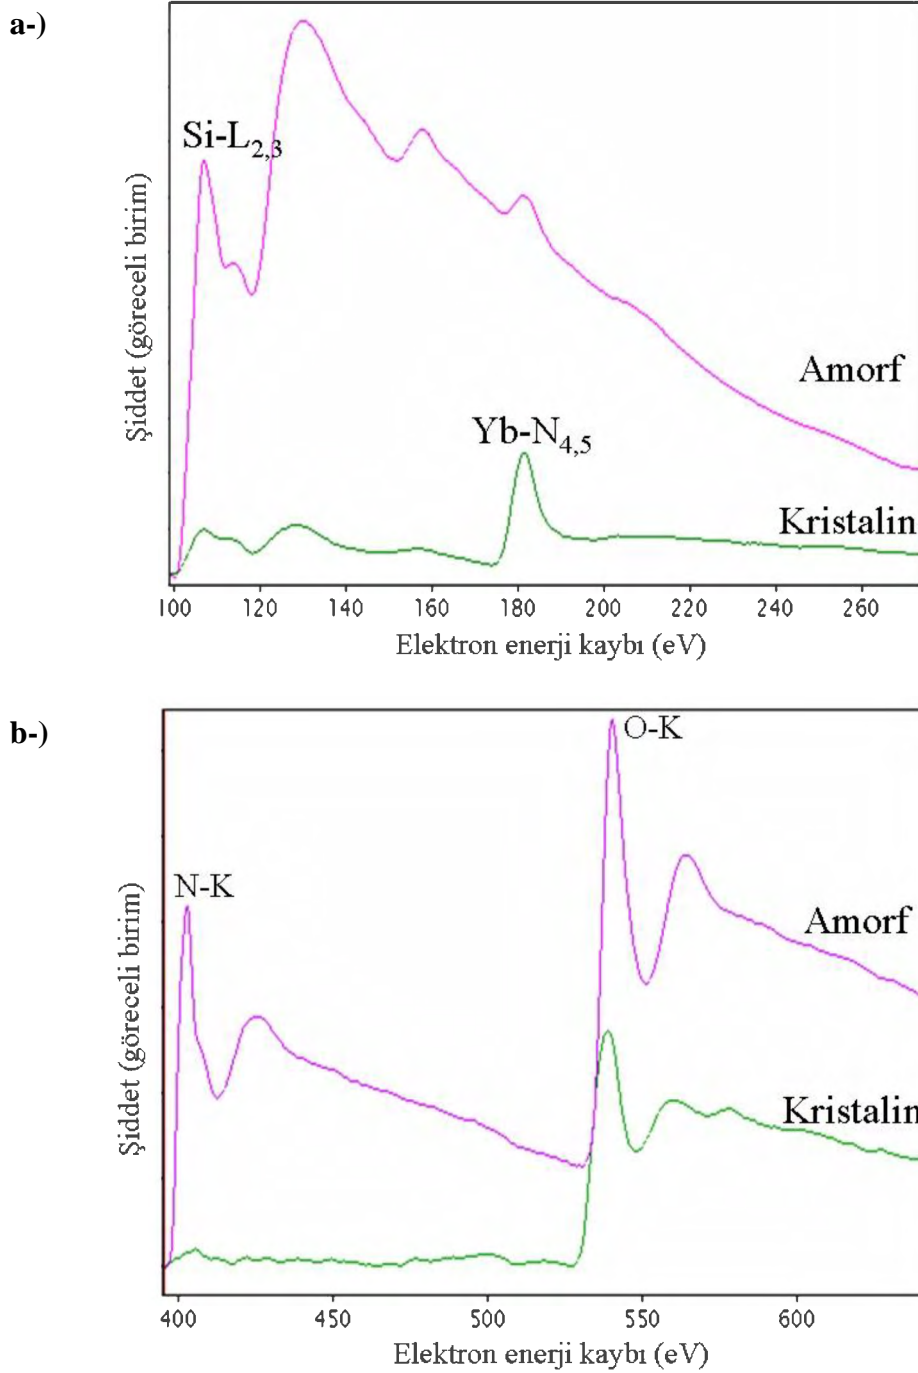 a-)
Si-L2,3
Amorf
Yb-N4,5
Kristalin
Şiddet (göreceli birim)
100 120 140 160 180 200 220 240 260
Elektron enerji kaybı (eV)
b-)
O-K
N-K
Amorf
Kristalin
Şiddet (göreceli birim)
400 450 500 550 600
Elektron enerji kaybı (eV)